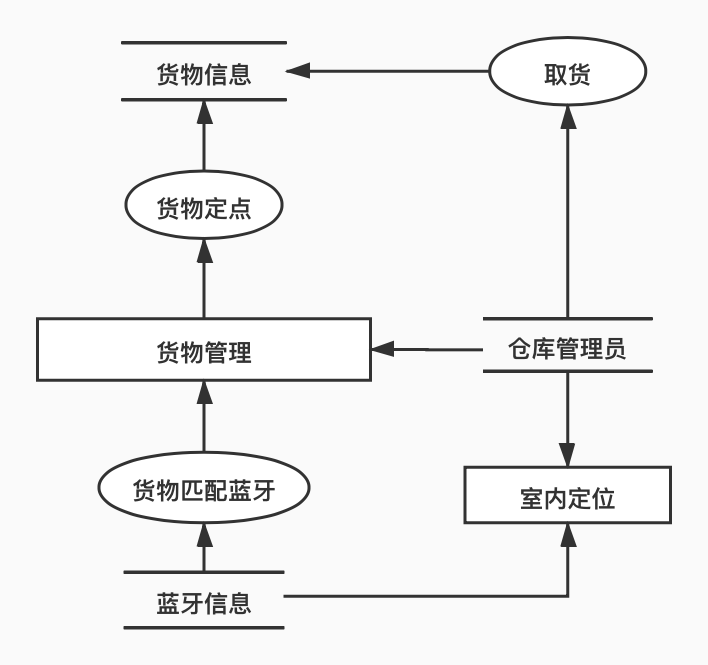 货物信息
取货
货物定点
货物管理
仓库管理员
货物匹配蓝牙
室内定位
蓝牙信息